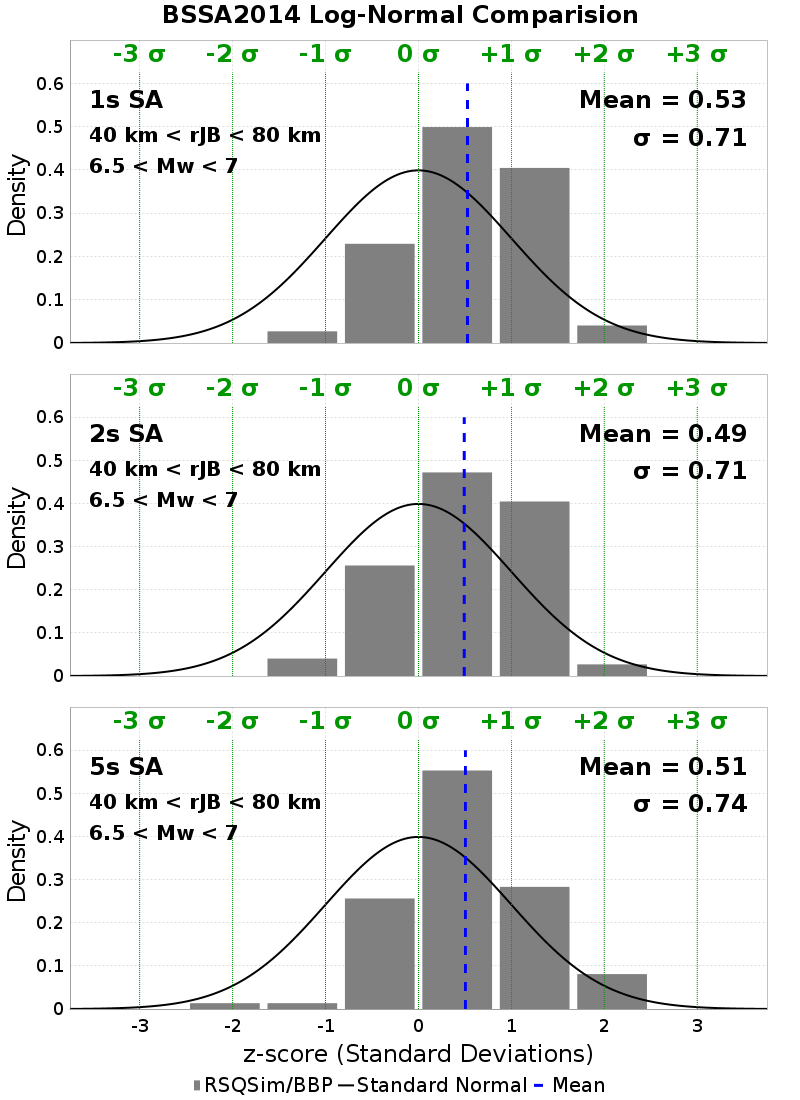 BSSA2014 Log-Normal Comparision
-3 σ -2 σ -1 σ 0 σ +1 σ +2 σ +3 σ
1s SA
40 km < rJB < 80 km
6.5 < Mw < 7
Mean = 0.53
σ = 0.71
Density
0.6
0.5
0.4
0.3
0.2
0.1
0
-3 σ -2 σ -1 σ 0 σ +1 σ +2 σ +3 σ
2s SA
40 km < rJB < 80 km
6.5 < Mw < 7
Mean = 0.49
σ = 0.71
Density
0.6
0.5
0.4
0.3
0.2
0.1
0
-3 σ -2 σ -1 σ 0 σ +1 σ +2 σ +3 σ
5s SA
40 km < rJB < 80 km
6.5 < Mw < 7
Mean = 0.51
σ = 0.74
Density
0.6
0.5
0.4
0.3
0.2
0.1
0
-3 -2 -1 0 1 2 3
z-score (Standard Deviations)
RSQSim/BBP Standard Normal Mean